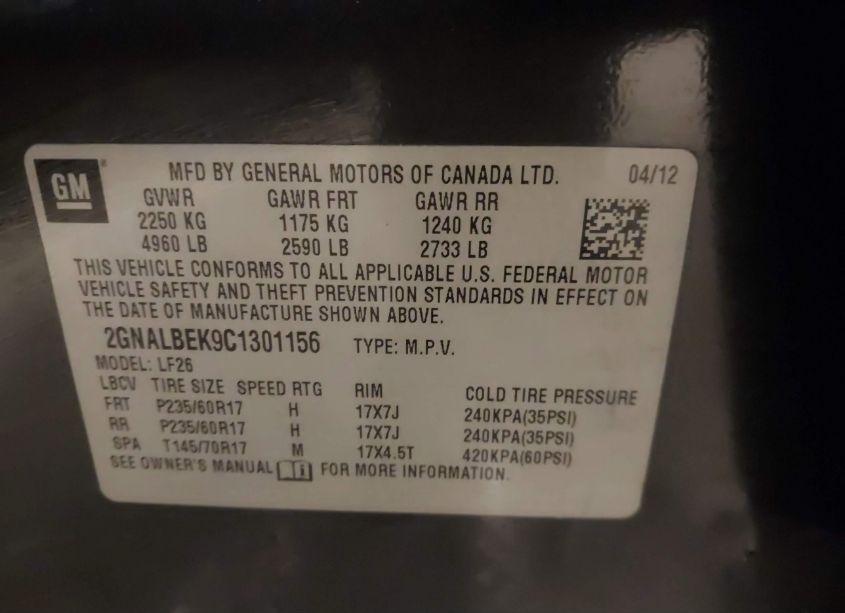 GM
MFD BY GENERAL MOTORS OF CANADA LTD. 04/12
GVWR GAWR FRT GAWR RR
2250 KG 1175 KG 1240 KG
4960 LB 2590 LB 2733 LB
THIS VEHICLE CONFORMS TO ALL APPLICABLE U.S. FEDERAL MOTOR
VEHICLE SAFETY AND THEFT PREVENTION STANDARDS IN EFFECT ON
THE DATE OF MANUFACTURE SHOWN ABOVE.
2GNALBEK9C1301156 TYPE: M.P.V.
MODEL: LF26
LBCV TIRE SIZE SPEED RTG RIM COLD TIRE PRESSURE
FRT P235/60R17 H 17X7J 240KPA(35PSI)
RR P235/60R17 H 17X7J 240KPA(35PSI)
SPA T145/70R17 M 17X4.5T 420KPA(60PSI)
SEE OWNER'S MANUAL i FOR MORE INFORMATION.